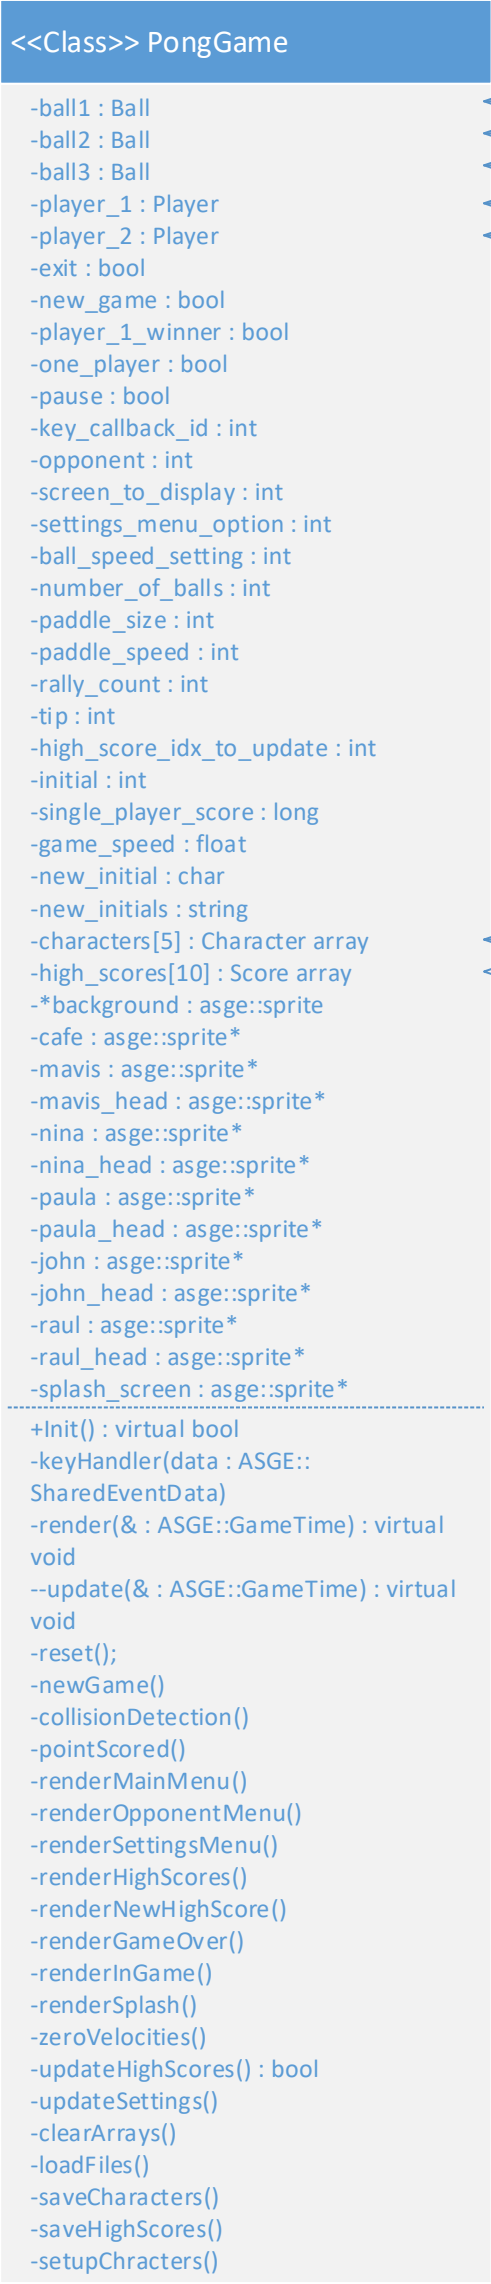 <<Class>> PongGame
-ball1 : Ball
-ball2 : Ball
-ball3 : Ball
-player_1 : Player
-player_2 : Player
-exit : bool
-new_game : bool
-player_1_winner : bool
-one_player : bool
-pause : bool
-key_callback_id : int
-opponent : int
-screen_to_display : int
-settings_menu_option : int
-ball_speed_setting : int
-number_of_balls : int
-paddle_size : int
-paddle_speed : int
-rally_count : int
-tip : int
-high_score_idx_to_update : int
-initial : int
-single_player_score : long
-game_speed : float
-new_initial : char
-new_initials : string
-characters[5] : Character array
-high_scores[10] : Score array
-*background : asge::sprite
-cafe : asge::sprite*
-mavis : asge::sprite*
-mavis_head : asge::sprite*
-nina : asge::sprite*
-nina_head : asge::sprite*
-paula : asge::sprite*
-paula_head : asge::sprite*
-john : asge::sprite*
-john_head : asge::sprite*
-raul : asge::sprite*
-raul_head : asge::sprite*
-splash_screen : asge::sprite*
+Init() : virtual bool
-keyHandler(data : ASGE::
SharedEventData)
-render(& : ASGE::GameTime) : virtual
void
--update(& : ASGE::GameTime) : virtual
void
-reset();
-newGame()
-collisionDetection()
-pointScored()
-renderMainMenu()
-renderOpponentMenu()
-renderSettingsMenu()
-renderHighScores()
-renderNewHighScore()
-renderGameOver()
-renderInGame()
-renderSplash()
-zeroVelocities()
-updateHighScores() : bool
-updateSettings()
-clearArrays()
-loadFiles()
-saveCharacters()
-saveHighScores()
-setupChracters()